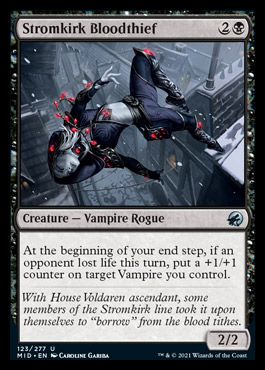 Stromkirk Bloodthief 2
Creature — Vampire Rogue
At the beginning of your end step, if an
opponent lost life this turn, put a +1/+1
counter on target Vampire you control.
With House Voldaren ascendant, some
members of the Stromkirk line took it upon
themselves to “borrow” from the blood tithes.
2/2
123/277 U
MID • EN Caroline Gariba
™ & © 2021 Wizards of the Coast